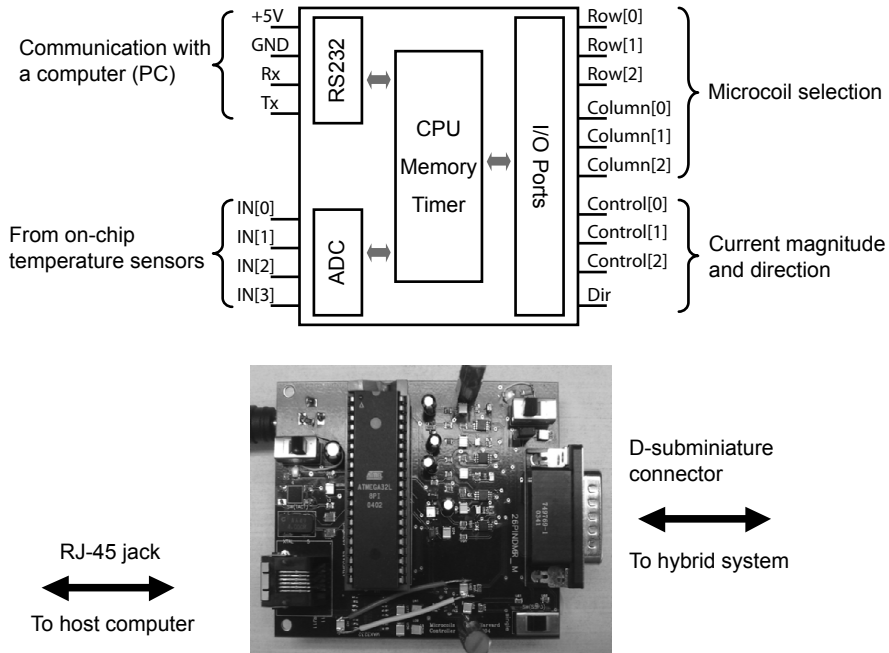 Communication with
a computer (PC)
+5V
GND
Rx
Tx
RS232
From on-chip
temperature sensors
IN[0]
IN[1]
IN[2]
IN[3]
ADC
CPU
Memory
Timer
I/O Ports
Row[0]
Row[1]
Row[2]
Column[0]
Column[1]
Column[2]
Microcoil selection
Control[0]
Control[1]
Control[2]
Dir
Current magnitude
and direction
ATMEGA32L
8PI
0402
26PINDMR_M
RJ-45 jack
To host computer
D-subminiature
connector
To hybrid system